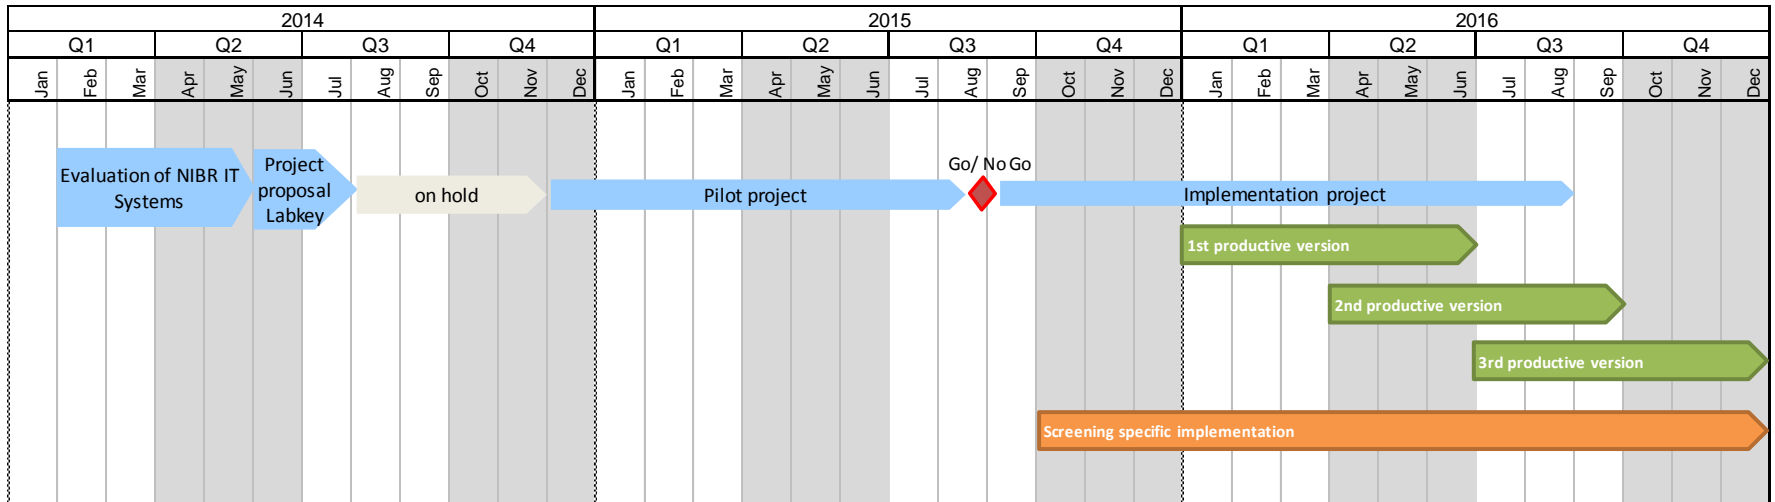 2014 2015 2016
Q1 Q2 Q3 Q4 Q1 Q2 Q3 Q4 Q1 Q2 Q3 Q4
Jan Feb Mar Apr May Jun Jul Aug Sep Oct Nov Dec Jan Feb Mar Apr May Jun Jul Aug Sep Oct Nov Dec Jan Feb Mar Apr May Jun Jul Aug Sep Oct Nov Dec
Evaluation of NIBR IT
Systems
Project
proposal
Labkey
on hold
Pilot project
Go/ No Go
Implementation project
1st productive version
2nd productive version
3rd productive version
Screening specific implementation